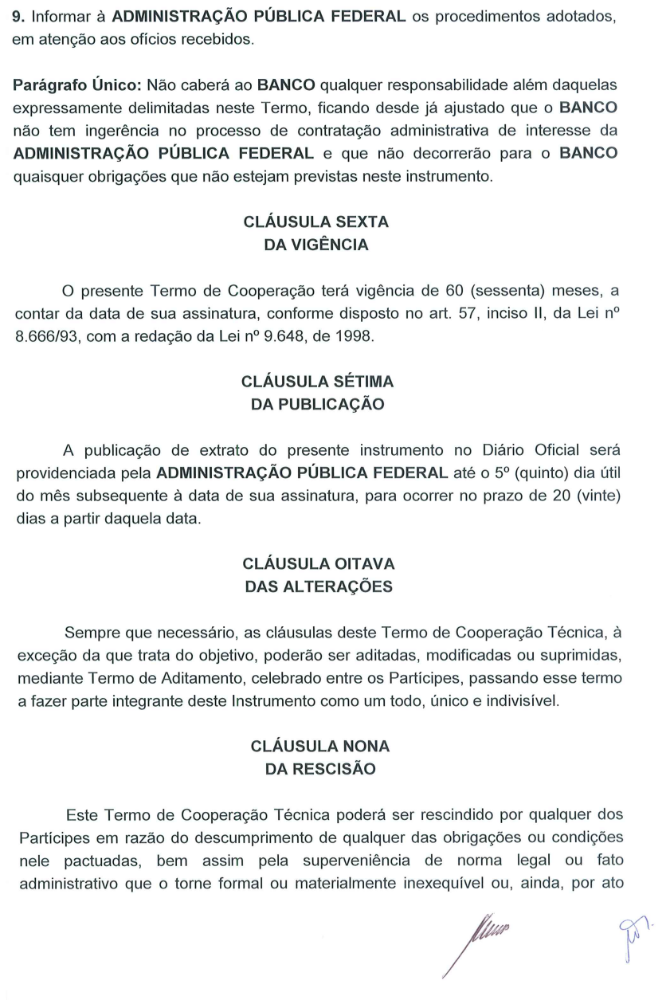 9. Informar à ADMINISTRAÇÃO PÚBLICA FEDERAL os procedimentos adotados,
em atenção aos ofícios recebidos.
Parágrafo Único: Não caberá ao BANCO qualquer responsabilidade além daquelas
expressamente delimitadas neste Termo, ficando desde já ajustado que o BANCO
não tem ingerência no processo de contratação administrativa de interesse da
ADMINISTRAÇÃO PÚBLICA FEDERAL e que não decorrerão para o BANCO
quaisquer obrigações que não estejam previstas neste instrumento.
CLÁUSULA SEXTA
DA VIGÊNCIA
O presente Termo de Cooperação terá vigência de 60 (sessenta) meses, a
contar da data de sua assinatura, conforme disposto no art. 57, inciso II, da Lei nº
8.666/93, com a redação da Lei nº 9.648, de 1998.
CLÁUSULA SÉTIMA
DA PUBLICAÇÃO
A publicação de extrato do presente instrumento no Diário Oficial será
providenciada pela ADMINISTRAÇÃO PÚBLICA FEDERAL até o 5º (quinto) dia útil
do mês subsequente à data de sua assinatura, para ocorrer no prazo de 20 (vinte)
dias a partir daquela data.
CLÁUSULA OITAVA
DAS ALTERAÇÕES
Sempre que necessário, as cláusulas deste Termo de Cooperação Técnica, à
exceção da que trata do objetivo, poderão ser aditadas, modificadas ou suprimidas,
mediante Termo de Aditamento, celebrado entre os Partícipes, passando esse termo
a fazer parte integrante deste Instrumento como um todo, único e indivisível.
CLÁUSULA NONA
DA RESCISÃO
Este Termo de Cooperação Técnica poderá ser rescindido por qualquer dos
Partícipes em razão do descumprimento de qualquer das obrigações ou condições
nele pactuadas, bem assim pela superveniência de norma legal ou fato
administrativo que o torne formal ou materialmente inexequível ou, ainda, por ato